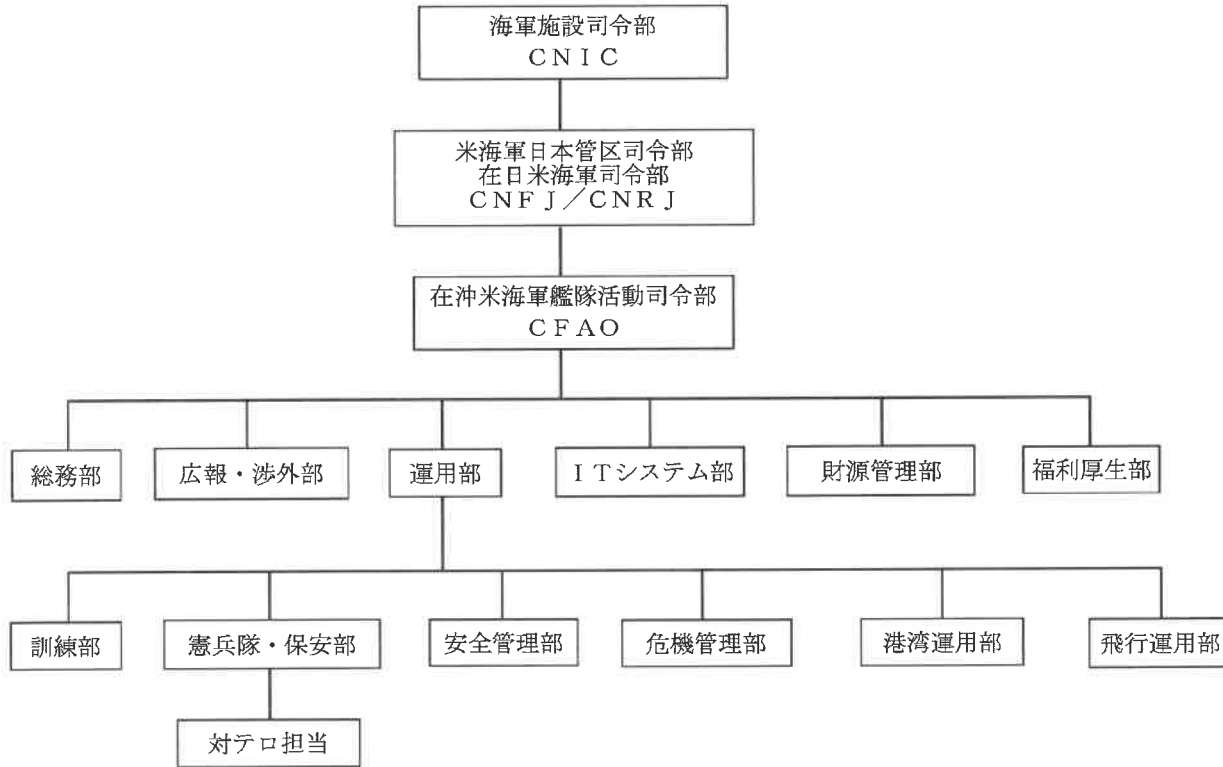 海軍施設司令部
ＣＮＩＣ
米海軍日本管区司令部
在日米海軍司令部
ＣＮＦＪ／ＣＮＲＪ
在沖米海軍艦隊活動司令部
ＣＦＡＯ
総務部
広報・渉外部
運用部
ＩＴシステム部
財源管理部
福利厚生部
訓練部
憲兵隊・保安部
安全管理部
危機管理部
港湾運用部
飛行運用部
対テロ担当